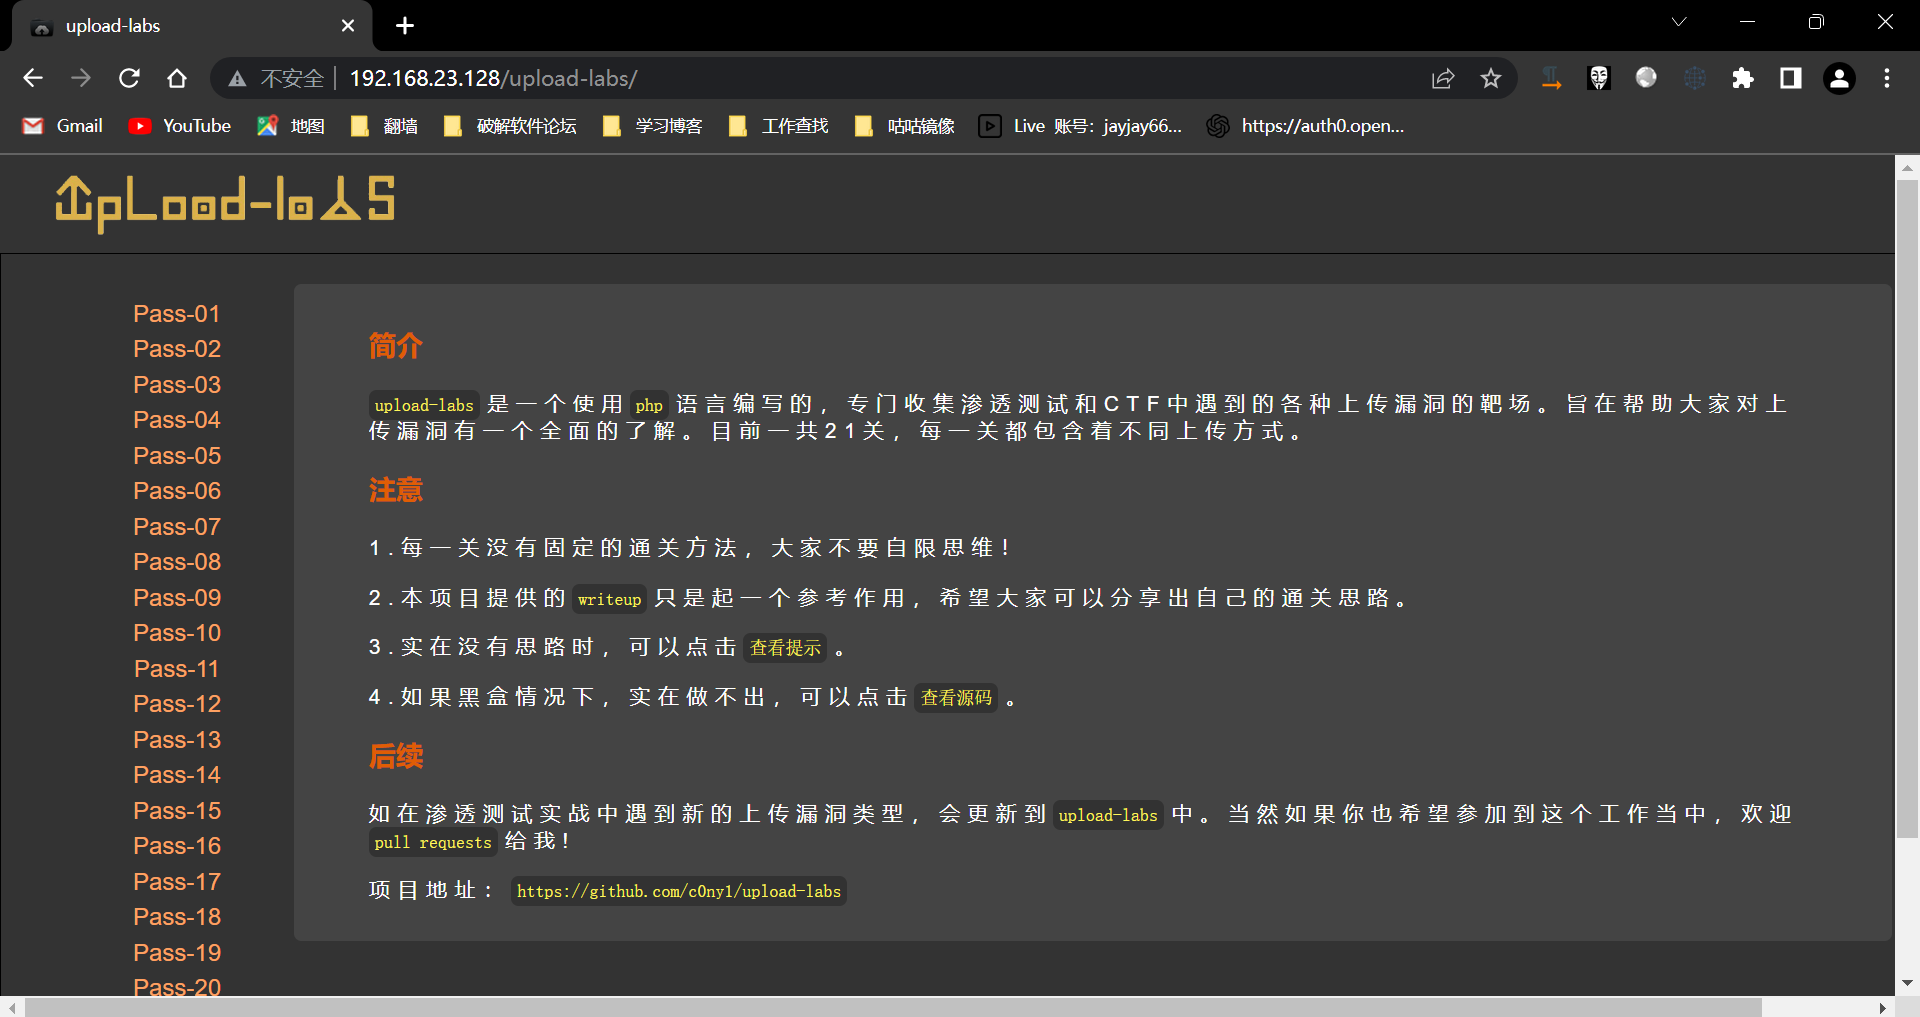 upload-labs
不安全 192.168.23.128/upload-labs/
Gmail YouTube 地图 翻墙 破解软件论坛 学习博客 工作查找 咕咕镜像 Live 账号：jayjay66... https://auth0.open...
UpLoad-labs
Pass-01
Pass-02
Pass-03
Pass-04
Pass-05
Pass-06
Pass-07
Pass-08
Pass-09
Pass-10
Pass-11
Pass-12
Pass-13
Pass-14
Pass-15
Pass-16
Pass-17
Pass-18
Pass-19
Pass-20
简介
upload-labs 是一个使用 php 语言编写的，专门收集渗透测试和CTF中遇到的各种上传漏洞的靶场。旨在帮助大家对上
传漏洞有一个全面的了解。目前一共21关，每一关都包含着不同上传方式。
注意
1.每一关没有固定的通关方法，大家不要自限思维！
2.本项目提供的 writeup 只是起一个参考作用，希望大家可以分享出自己的通关思路。
3.实在没有思路时，可以点击 查看提示 。
4.如果黑盒情况下，实在做不出，可以点击 查看源码 。
后续
如在渗透测试实战中遇到新的上传漏洞类型，会更新到 upload-labs 中。当然如果你也希望参加到这个工作当中，欢迎
pull requests 给我！
项目地址： https://github.com/c0ny1/upload-labs